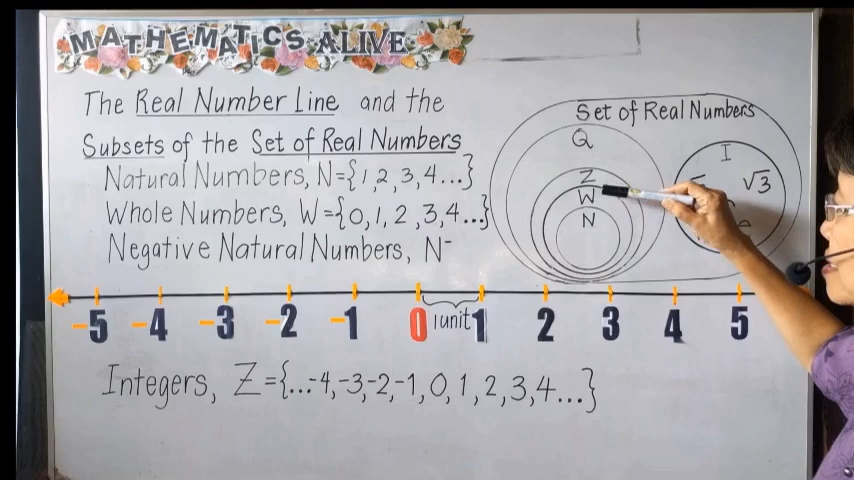 MATHEMATICS ALIVE
The Real Number Line and the
Subsets of the Set of Real Numbers
Natural Numbers, N={1,2,3,4...}
Whole Numbers, W={0,1,2,3,4...}
Negative Natural Numbers, N⁻
Set of Real Numbers
Q
Z
W
N
I
√3
e
-5 -4 -3 -2 -1 0 1unit 1 2 3 4 5
Integers, Z={...-4,-3,-2,-1,0,1,2,3,4...}